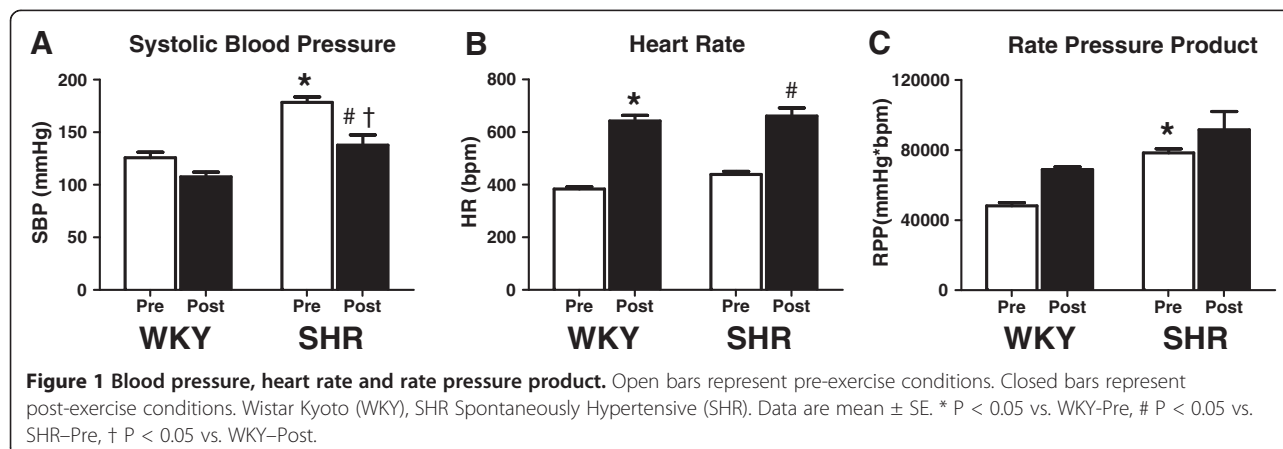 A Systolic Blood Pressure
SBP (mmHg)
200
150
100
50
0
*
# †
Pre Post Pre Post
WKY SHR
B Heart Rate
HR (bpm)
800
600
400
200
0
*
#
Pre Post Pre Post
WKY SHR
C Rate Pressure Product
RPP(mmHg*bpm)
120000
80000
40000
0
*
Pre Post Pre Post
WKY SHR
Figure 1 Blood pressure, heart rate and rate pressure product. Open bars represent pre-exercise conditions. Closed bars represent
post-exercise conditions. Wistar Kyoto (WKY), SHR Spontaneously Hypertensive (SHR). Data are mean ± SE. * P < 0.05 vs. WKY-Pre, # P < 0.05 vs.
SHR–Pre, † P < 0.05 vs. WKY–Post.